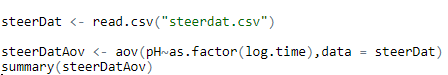 steerDat <- read.csv("steerdat.csv")
steerDatAov <- aov(pH~as.factor(log.time),data = steerDat)
summary(steerDatAov)